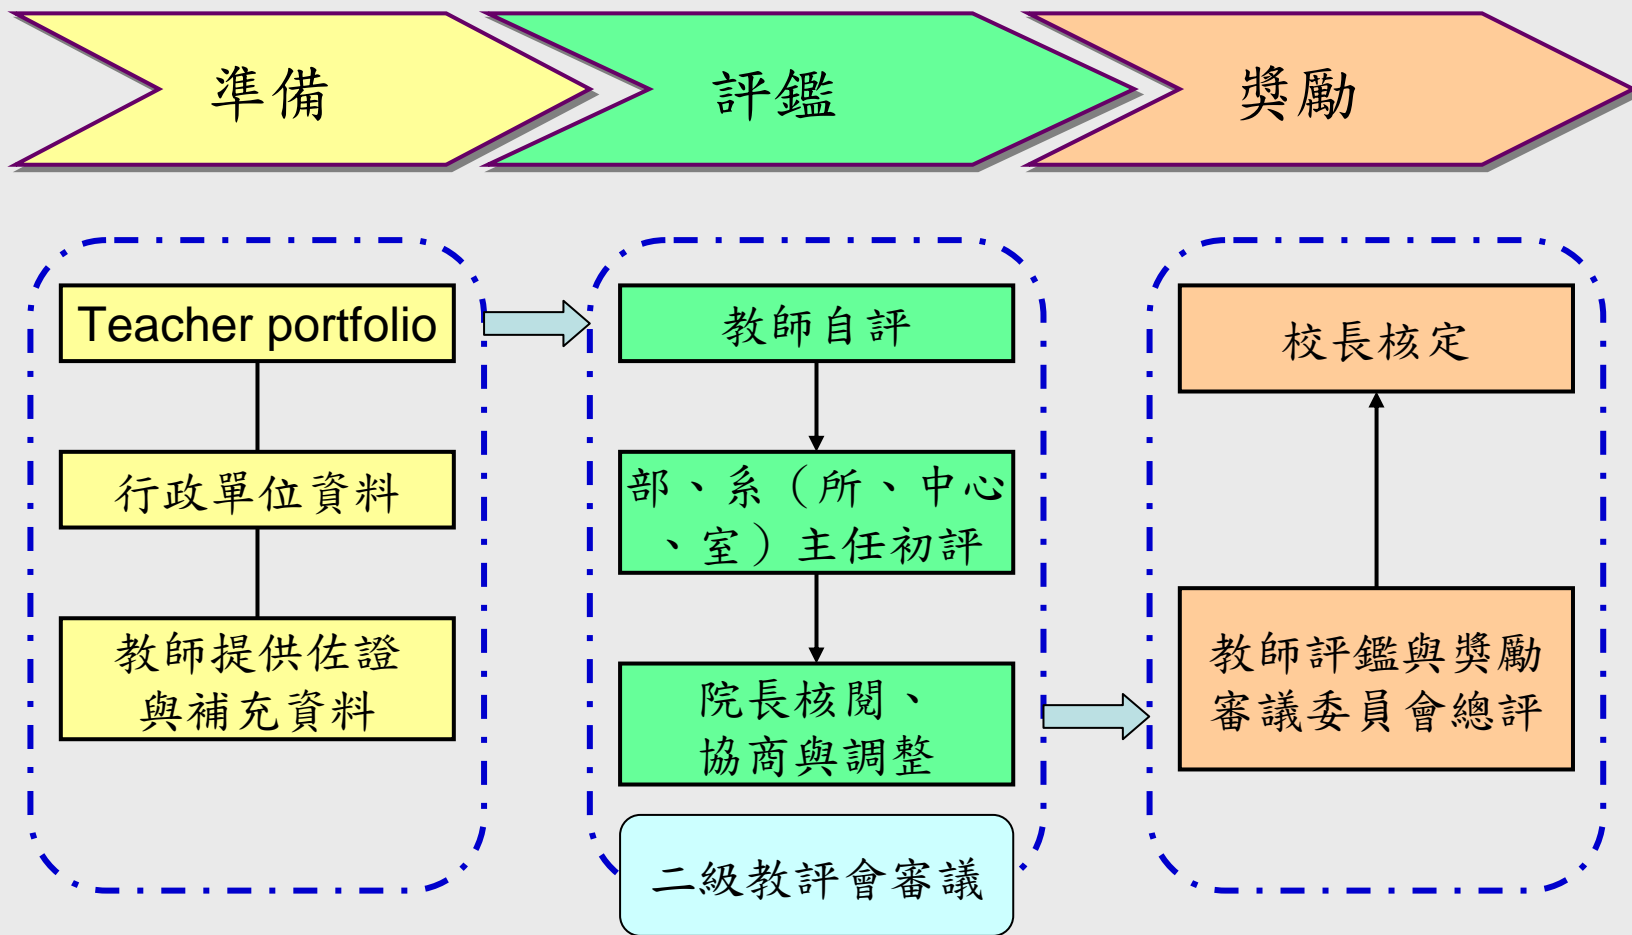 準備
評鑑
獎勵
Teacher portfolio
行政單位資料
教師提供佐證
與補充資料
教師自評
部、系（所、中心
、室）主任初評
院長核閱、
協商與調整
二級教評會審議
校長核定
教師評鑑與獎勵
審議委員會總評